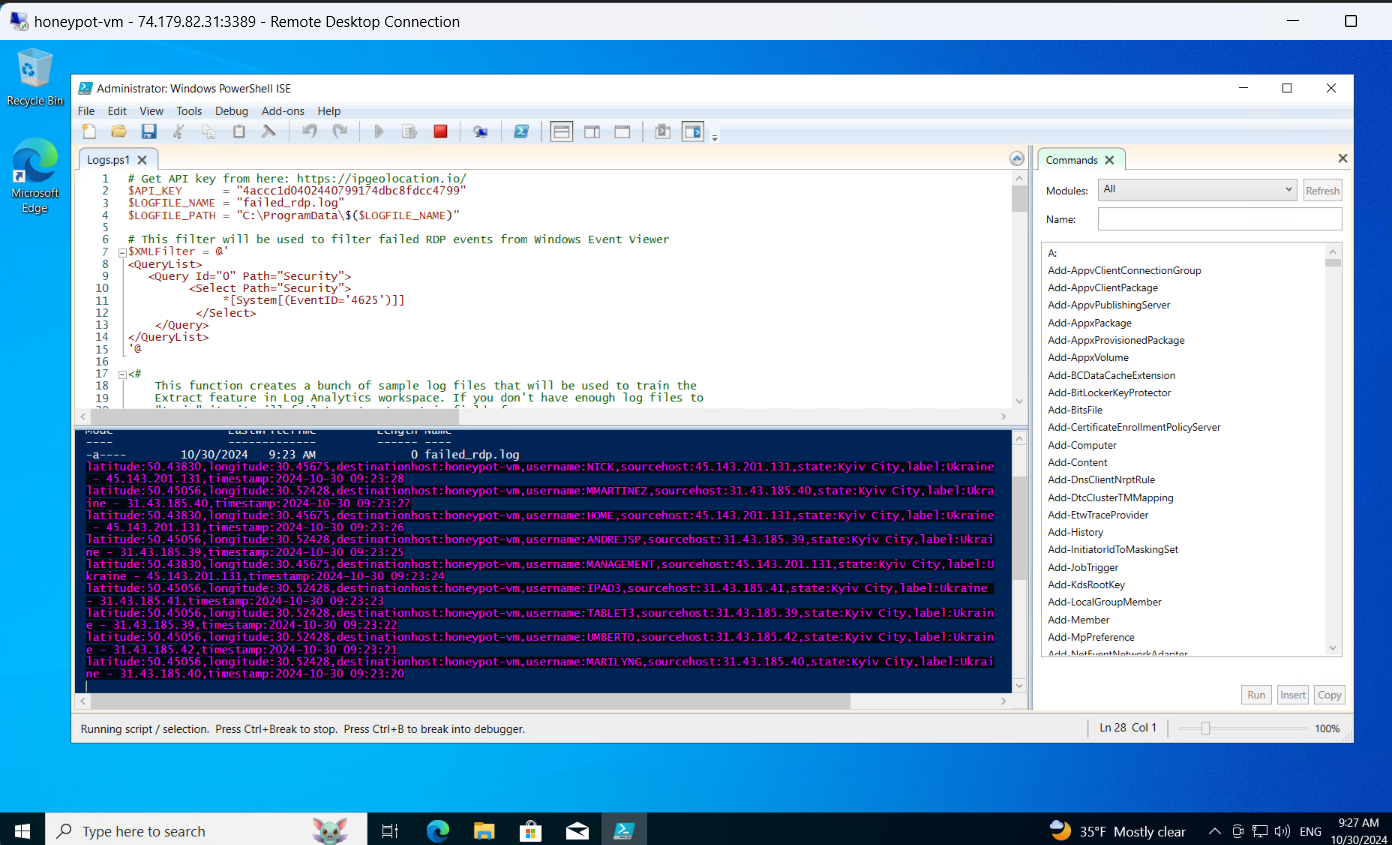 honeypot-vm - 74.179.82.31:3389 - Remote Desktop Connection
Recycle Bin
Microsoft
Edge
Administrator: Windows PowerShell ISE
File Edit View Tools Debug Add-ons Help
Logs.ps1
1 # Get API key from here: https://ipgeolocation.io/
2 $API_KEY = "4accc1d0402440799174dbc8fdcc4799"
3 $LOGFILE_NAME = "failed_rdp.log"
4 $LOGFILE_PATH = "C:\ProgramData\$($LOGFILE_NAME)"
5
6 # This filter will be used to filter failed RDP events from Windows Event Viewer
7 $XMLFilter = @'
8 <QueryList>
9 <Query Id="0" Path="Security">
10 <Select Path="Security">
11 *[System[(EventID='4625')]]
12 </Select>
13 </Query>
14 </QueryList>
15 '@
16
17 <#
18 This function creates a bunch of sample log files that will be used to train the
19 Extract feature in Log Analytics workspace. If you don't have enough log files to
Mode LastWriteTime Length Name
---- ------------- ------ ----
-a---- 10/30/2024 9:23 AM 0 failed_rdp.log
latitude:50.43830,longitude:30.45675,destinationhost:honeypot-vm,username:NICK,sourcehost:45.143.201.131,state:Kyiv City,label:Ukraine
- 45.143.201.131,timestamp:2024-10-30 09:23:28
latitude:50.45056,longitude:30.52428,destinationhost:honeypot-vm,username:MMARTINEZ,sourcehost:31.43.185.40,state:Kyiv City,label:Ukra
ine - 31.43.185.40,timestamp:2024-10-30 09:23:27
latitude:50.43830,longitude:30.45675,destinationhost:honeypot-vm,username:HOME,sourcehost:45.143.201.131,state:Kyiv City,label:Ukraine
- 45.143.201.131,timestamp:2024-10-30 09:23:26
latitude:50.45056,longitude:30.52428,destinationhost:honeypot-vm,username:ANDREJSP,sourcehost:31.43.185.39,state:Kyiv City,label:Ukrai
ne - 31.43.185.39,timestamp:2024-10-30 09:23:25
latitude:50.43830,longitude:30.45675,destinationhost:honeypot-vm,username:MANAGEMENT,sourcehost:45.143.201.131,state:Kyiv City,label:U
kraine - 45.143.201.131,timestamp:2024-10-30 09:23:24
latitude:50.45056,longitude:30.52428,destinationhost:honeypot-vm,username:IPAD3,sourcehost:31.43.185.41,state:Kyiv City,label:Ukraine
- 31.43.185.41,timestamp:2024-10-30 09:23:23
latitude:50.45056,longitude:30.52428,destinationhost:honeypot-vm,username:TABLET3,sourcehost:31.43.185.39,state:Kyiv City,label:Ukrain
e - 31.43.185.39,timestamp:2024-10-30 09:23:22
latitude:50.45056,longitude:30.52428,destinationhost:honeypot-vm,username:UMBERTO,sourcehost:31.43.185.42,state:Kyiv City,label:Ukrain
e - 31.43.185.42,timestamp:2024-10-30 09:23:21
latitude:50.45056,longitude:30.52428,destinationhost:honeypot-vm,username:MARILYNG,sourcehost:31.43.185.40,state:Kyiv City,label:Ukrai
ne - 31.43.185.40,timestamp:2024-10-30 09:23:20
Commands
Modules: All Refresh
Name:
A:
Add-AppvClientConnectionGroup
Add-AppvClientPackage
Add-AppvPublishingServer
Add-AppxPackage
Add-AppxProvisionedPackage
Add-AppxVolume
Add-BCDataCacheExtension
Add-BitLockerKeyProtector
Add-BitsFile
Add-CertificateEnrollmentPolicyServer
Add-Computer
Add-Content
Add-DnsClientNrptRule
Add-DtcClusterTMMapping
Add-EtwTraceProvider
Add-History
Add-InitiatorIdToMaskingSet
Add-JobTrigger
Add-KdsRootKey
Add-LocalGroupMember
Add-Member
Add-MpPreference
Add-NetEventNetworkAdapter
Run Insert Copy
Running script / selection. Press Ctrl+Break to stop. Press Ctrl+B to break into debugger.
Ln 28 Col 1 100%
Type here to search
35°F Mostly clear
ENG
9:27 AM
10/30/2024